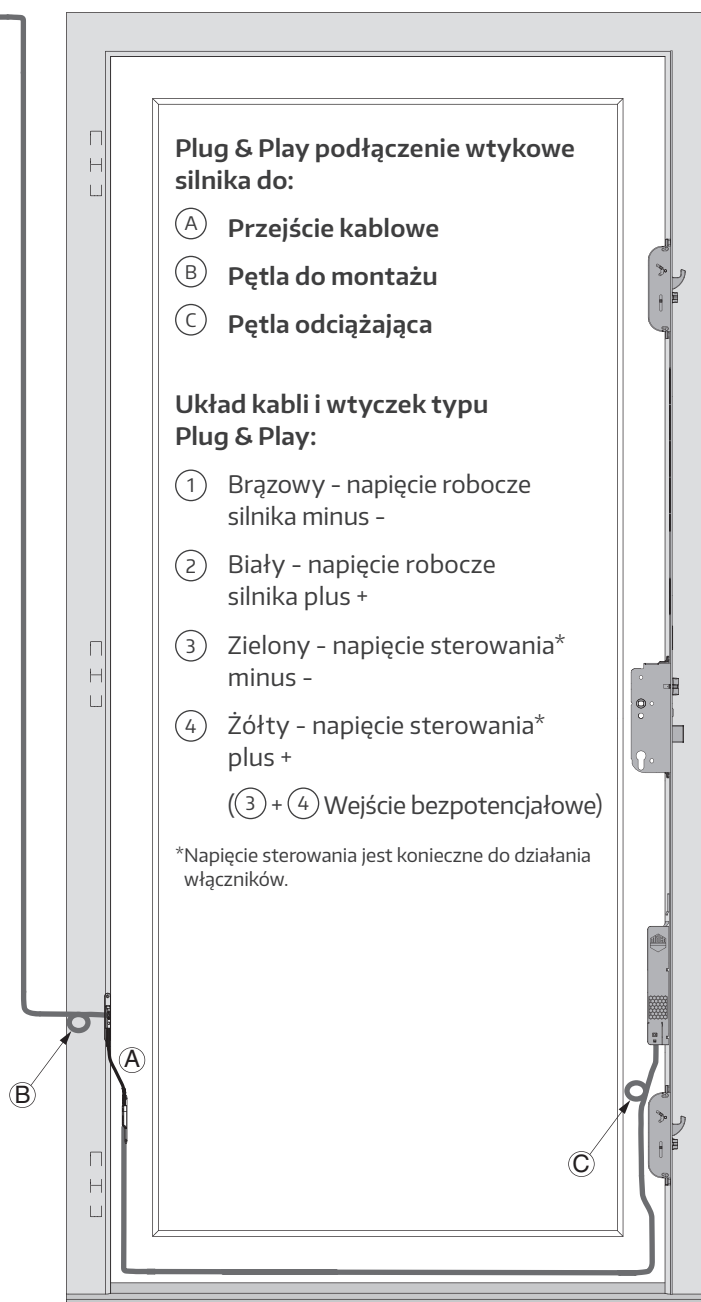 Plug & Play podłączenie wtykowe
silnika do:
A Przejście kablowe
B Pętla do montażu
C Pętla odciążająca
Układ kabli i wtyczek typu
Plug & Play:
1 Brązowy - napięcie robocze
silnika minus -
2 Biały - napięcie robocze
silnika plus +
3 Zielony - napięcie sterowania*
minus -
4 Żółty - napięcie sterowania*
plus +
(3 + 4 Wejście bezpotencjałowe)
*Napięcie sterowania jest konieczne do działania
włączników.
A
B
C